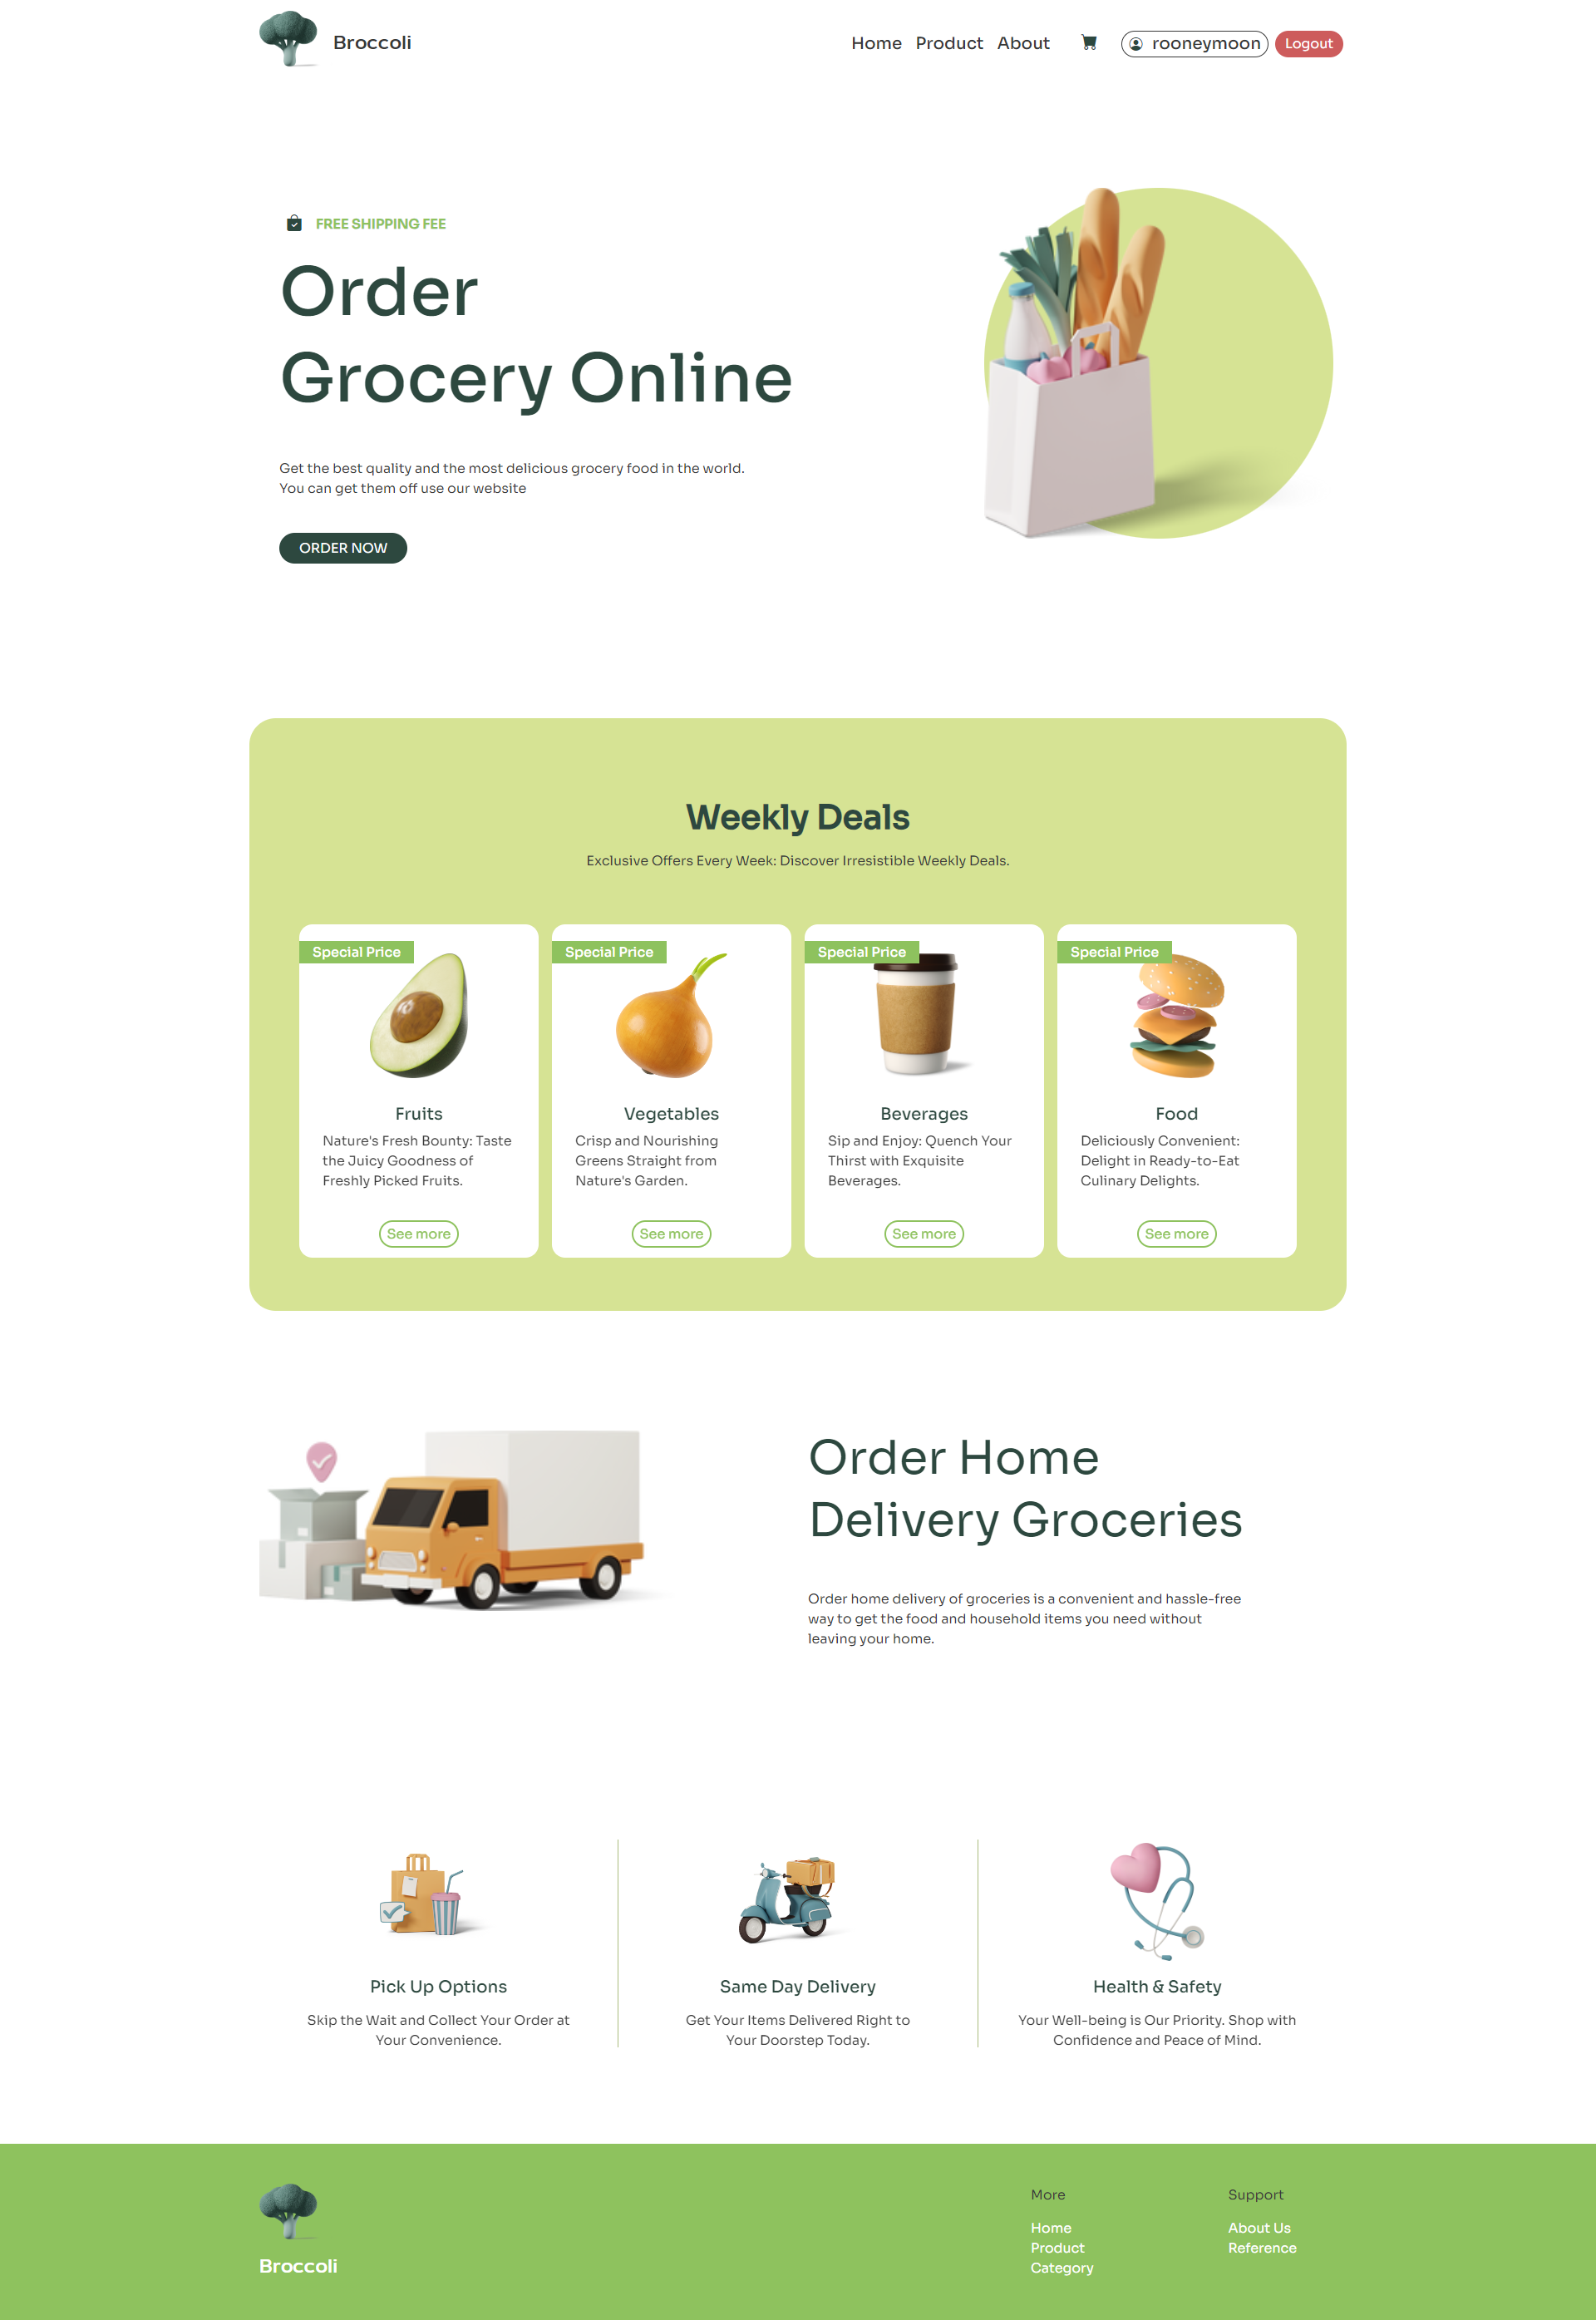 Broccoli
Home Product About
rooneymoon
Logout
FREE SHIPPING FEE
Order
Grocery Online
Get the best quality and the most delicious grocery food in the world.
You can get them off use our website
ORDER NOW
Weekly Deals
Exclusive Offers Every Week: Discover Irresistible Weekly Deals.
Special Price
Fruits
Nature's Fresh Bounty: Taste
the Juicy Goodness of
Freshly Picked Fruits.
See more
Special Price
Vegetables
Crisp and Nourishing
Greens Straight from
Nature's Garden.
See more
Special Price
Beverages
Sip and Enjoy: Quench Your
Thirst with Exquisite
Beverages.
See more
Special Price
Food
Deliciously Convenient:
Delight in Ready-to-Eat
Culinary Delights.
See more
Order Home
Delivery Groceries
Order home delivery of groceries is a convenient and hassle-free
way to get the food and household items you need without
leaving your home.
Pick Up Options
Skip the Wait and Collect Your Order at
Your Convenience.
Same Day Delivery
Get Your Items Delivered Right to
Your Doorstep Today.
Health & Safety
Your Well-being is Our Priority. Shop with
Confidence and Peace of Mind.
Broccoli
More
Home
Product
Category
Support
About Us
Reference